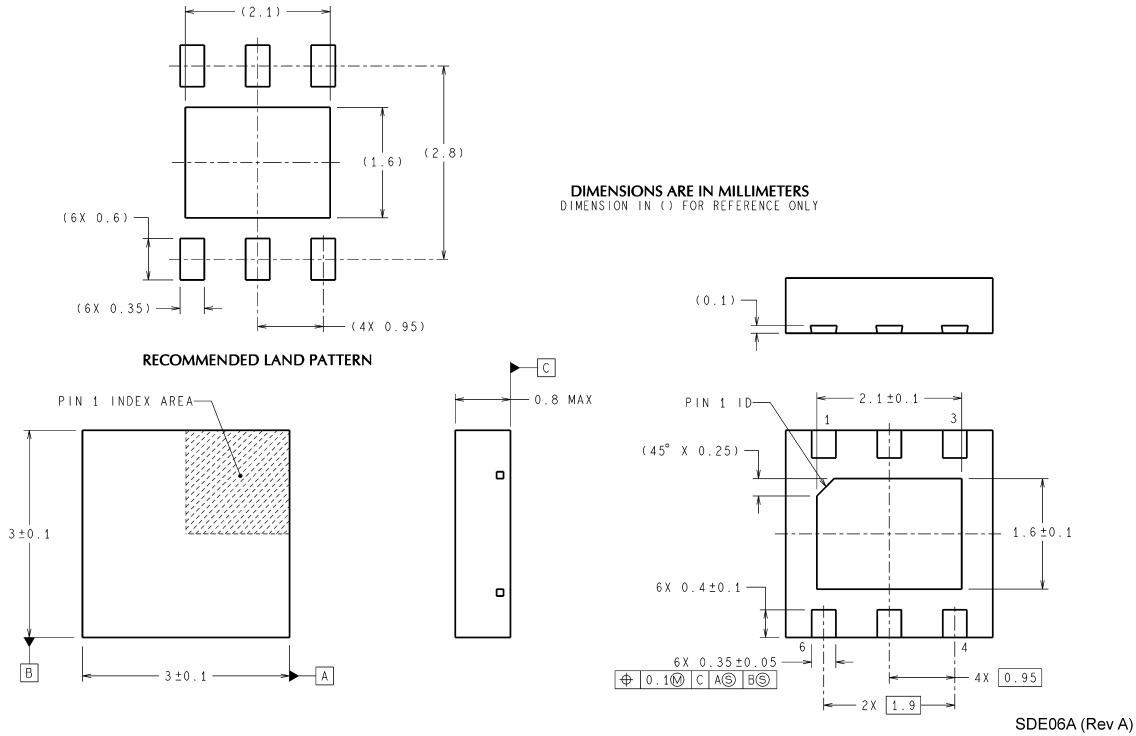 (2.1)
(1.6)
(2.8)
(6X 0.6)
(6X 0.35)
(4X 0.95)
RECOMMENDED LAND PATTERN
DIMENSIONS ARE IN MILLIMETERS
DIMENSION IN () FOR REFERENCE ONLY
(0.1)
PIN 1 INDEX AREA
3±0.1
B
3±0.1
A
C
0.8 MAX
PIN 1 ID
2.1±0.1
1
3
(45° X 0.25)
1.6±0.1
6X 0.4±0.1
6
4
6X 0.35±0.05
⌖ 0.1Ⓜ C AⓈ BⓈ
4X 0.95
2X 1.9
SDE06A (Rev A)